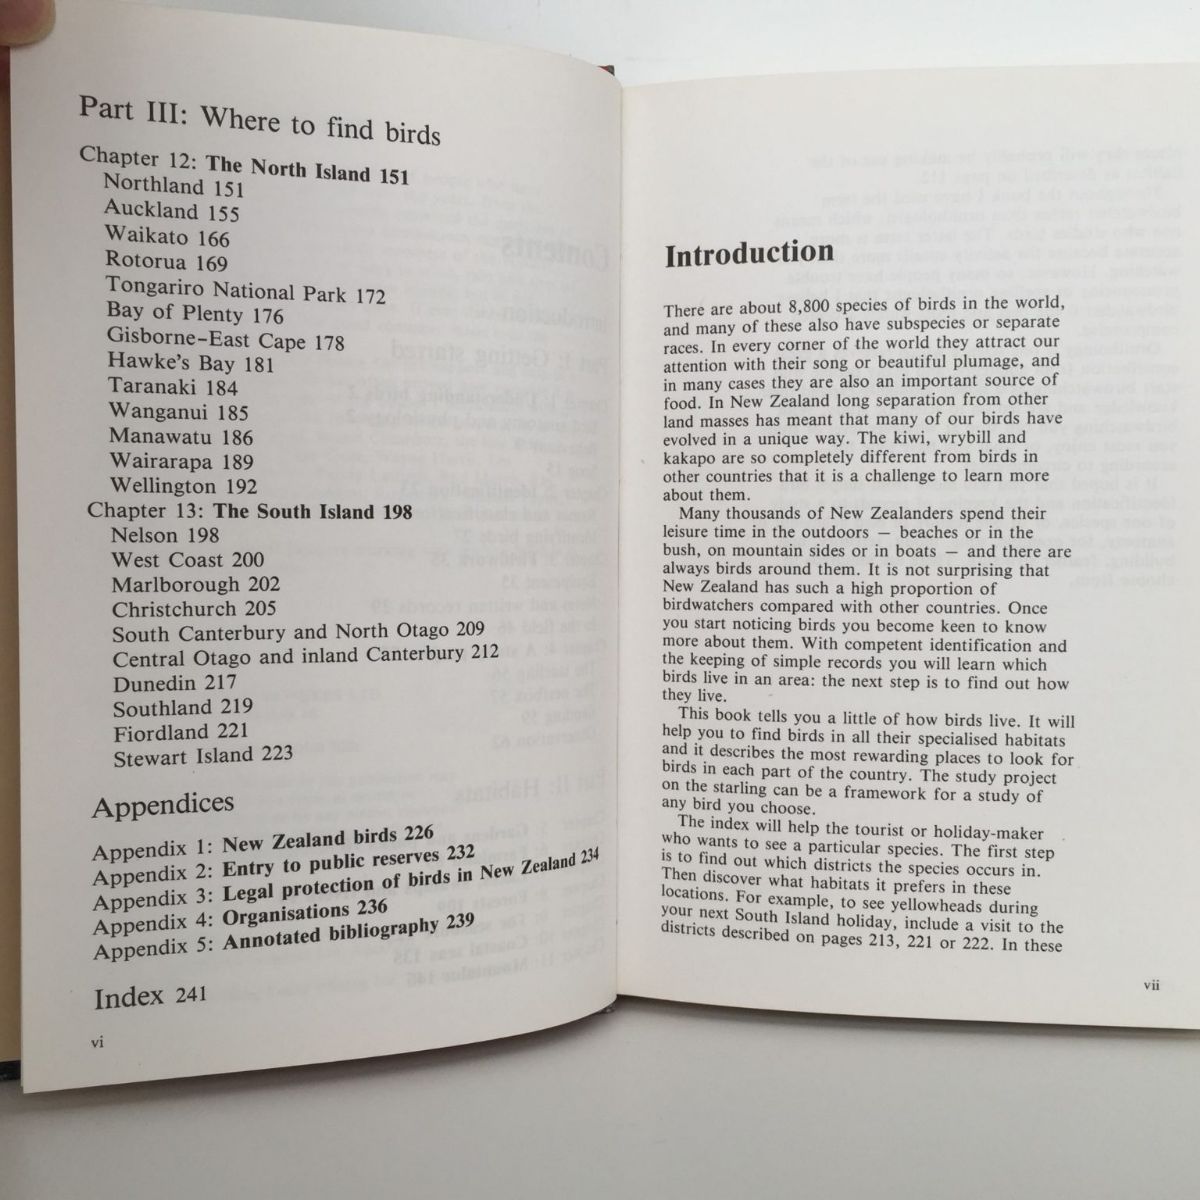 Part III: Where to find birds
Chapter 12: The North Island 151
Northland 151
Auckland 155
Waikato 166
Rotorua 169
Tongariro National Park 172
Bay of Plenty 176
Gisborne-East Cape 178
Hawke's Bay 181
Taranaki 184
Wanganui 185
Manawatu 186
Wairarapa 189
Wellington 192
Chapter 13: The South Island 198
Nelson 198
West Coast 200
Marlborough 202
Christchurch 205
South Canterbury and North Otago 209
Central Otago and inland Canterbury 212
Dunedin 217
Southland 219
Fiordland 221
Stewart Island 223
Appendices
Appendix 1: New Zealand birds 226
Appendix 2: Entry to public reserves 232
Appendix 3: Legal protection of birds in New Zealand 234
Appendix 4: Organisations 236
Appendix 5: Annotated bibliography 239
Index 241
vi
Introduction
There are about 8,800 species of birds in the world,
and many of these also have subspecies or separate
races. In every corner of the world they attract our
attention with their song or beautiful plumage, and
in many cases they are also an important source of
food. In New Zealand long separation from other
land masses has meant that many of our birds have
evolved in a unique way. The kiwi, wrybill and
kakapo are so completely different from birds in
other countries that it is a challenge to learn more
about them.
Many thousands of New Zealanders spend their
leisure time in the outdoors — beaches or in the
bush, on mountain sides or in boats — and there are
always birds around them. It is not surprising that
New Zealand has such a high proportion of
birdwatchers compared with other countries. Once
you start noticing birds you become keen to know
more about them. With competent identification and
the keeping of simple records you will learn which
birds live in an area: the next step is to find out how
they live.
This book tells you a little of how birds live. It will
help you to find birds in all their specialised habitats
and it describes the most rewarding places to look for
birds in each part of the country. The study project
on the starling can be a framework for a study of
any bird you choose.
The index will help the tourist or holiday-maker
who wants to see a particular species. The first step
is to find out which districts the species occurs in.
Then discover what habitats it prefers in these
locations. For example, to see yellowheads during
your next South Island holiday, include a visit to the
districts described on pages 213, 221 or 222. In these
vii